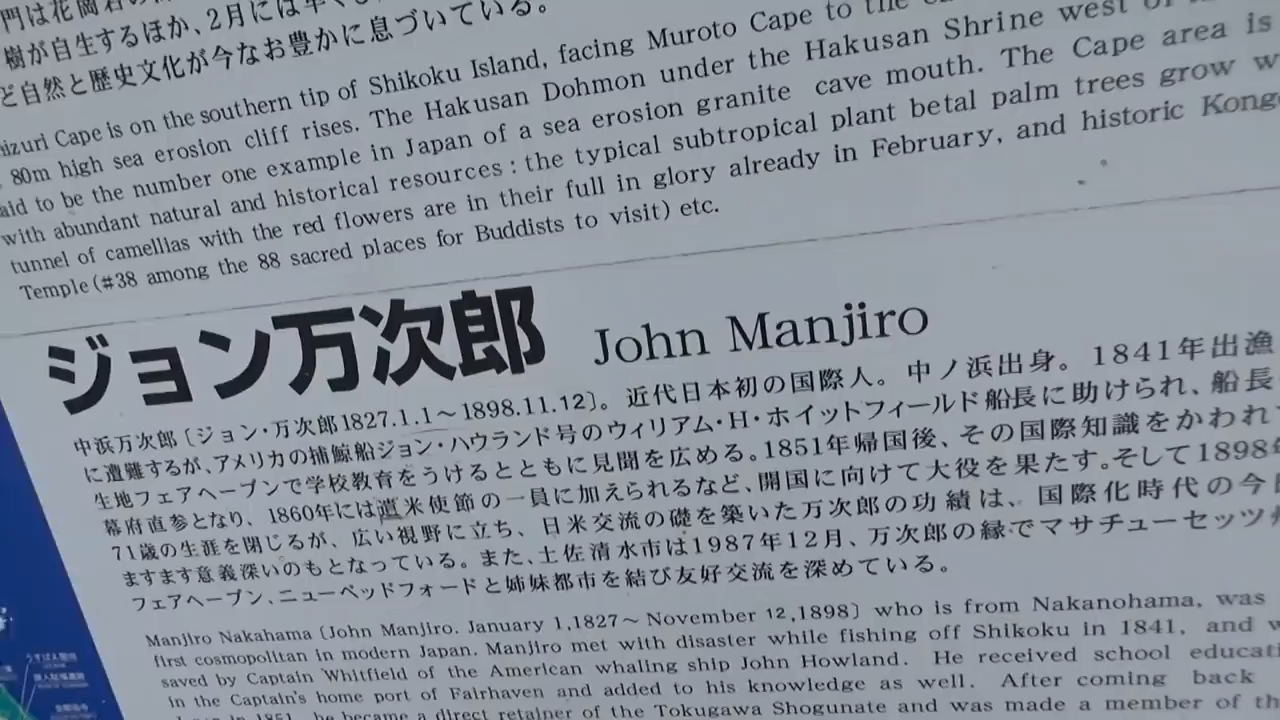 門は花崗岩の
樹が自生するほか、2月には早く
ど自然と歴史文化が今なお豊かに息づいている。
izuri Cape is on the southern tip of Shikoku Island, facing Muroto Cape to the
80m high sea erosion cliff rises. The Hakusan Dohmon under the Hakusan Shrine west of
aid to be the number one example in Japan of a sea erosion granite cave mouth. The Cape area is
with abundant natural and historical resources : the typical subtropical plant betal palm trees grow w
tunnel of camellias with the red flowers are in their full in glory already in February, and historic Kong
Temple (#38 among the 88 sacred places for Buddists to visit) etc.
ジョン万次郎 John Manjiro
中浜万次郎〔ジョン・万次郎1827.1.1～1898.11.12〕。近代日本初の国際人。中ノ浜出身。1841年出漁
に遭難するが、アメリカの捕鯨船ジョン・ハウランド号のウィリアム・H・ホイットフィールド船長に助けられ、船長
生地フェアヘーブンで学校教育をうけるとともに見聞を広める。1851年帰国後、その国際知識をかわれ
幕府直参となり、1860年には遣米使節の一員に加えられるなど、開国に向けて大役を果たす。そして1898
71歳の生涯を閉じるが、広い視野に立ち、日米交流の礎を築いた万次郎の功績は、国際化時代の今
ますます意義深いのもとなっている。また、土佐清水市は1987年12月、万次郎の縁でマサチューセッツ
フェアヘーブン、ニューベッドフォードと姉妹都市を結び友好交流を深めている。
Manjiro Nakahama〔John Manjiro. January 1,1827～November 12,1898〕who is from Nakanohama, was
first cosmopolitan in modern Japan. Manjiro met with disaster while fishing off Shikoku in 1841, and w
saved by Captain Whitfield of the American whaling ship John Howland. He received school educati
in the Captain's home port of Fairhaven and added to his knowledge as well. After coming back
in 1851, he became a direct retainer of the Tokugawa Shogunate and was made a member of th